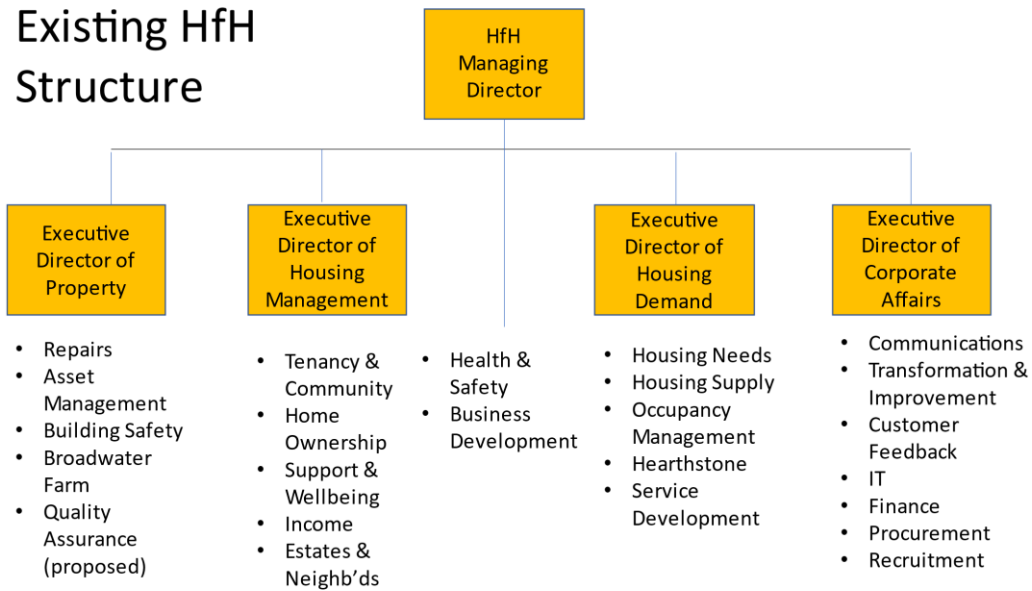 Existing HfH
Structure
HfH
Managing
Director
Executive
Director of
Property
Executive
Director of
Housing
Management
Executive
Director of
Housing
Demand
Executive
Director of
Corporate
Affairs
• Repairs
• Asset
Management
• Building Safety
• Broadwater
Farm
• Quality
Assurance
(proposed)
• Tenancy &
Community
• Home
Ownership
• Support &
Wellbeing
• Income
• Estates &
Neighb’ds
• Health &
Safety
• Business
Development
• Housing Needs
• Housing Supply
• Occupancy
Management
• Hearthstone
• Service
Development
• Communications
• Transformation &
Improvement
• Customer
Feedback
• IT
• Finance
• Procurement
• Recruitment